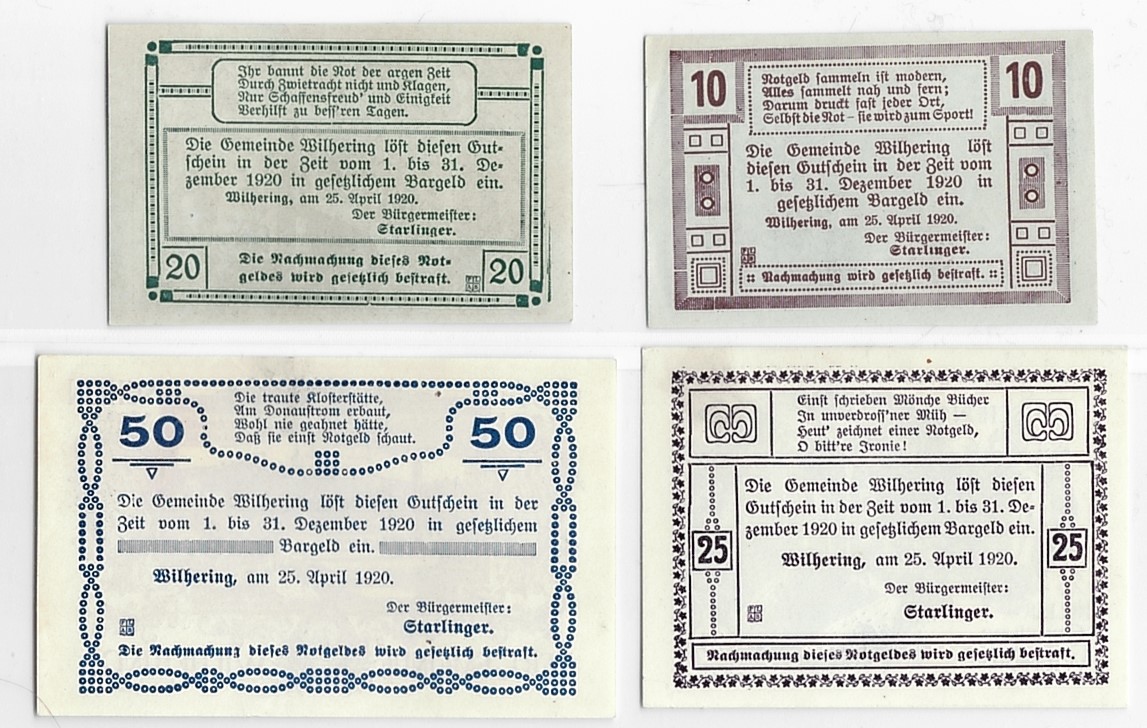 Ihr bannt die Not der argen Zeit
Durch Zwietracht nicht und Klagen,
Nur Schaffensfreud' und Einigkeit
Verhilft zu bess'ren Tagen.
Die Gemeinde Wilhering löst diesen Gut-
schein in der Zeit vom 1. bis 31. De-
zember 1920 in gesetzlichem Bargeld ein.
Wilhering, am 25. April 1920.
Der Bürgermeister:
Starlinger.
20
Die Nachmachung dieses Not-
geldes wird gesetzlich bestraft.
20
10
Notgeld sammeln ist modern,
Alles sammelt nah und fern;
Darum druckt fast jeder Ort,
Selbst die Not – sie wird zum Sport!
10
Die Gemeinde Wilhering löst
diesen Gutschein in der Zeit vom
1. bis 31. Dezember 1920 in
gesetzlichem Bargeld ein.
Wilhering, am 25. April 1920.
Der Bürgermeister:
Starlinger.
Nachmachung wird gesetzlich bestraft.
50
Die traute Klosterstätte,
Am Donaustrom erbaut,
Wohl nie geahnet hätte,
Daß sie einst Notgeld schaut.
50
Die Gemeinde Wilhering löst diesen Gutschein in der
Zeit vom 1. bis 31. Dezember 1920 in gesetzlichem
Bargeld ein.
Wilhering, am 25. April 1920.
Der Bürgermeister:
Starlinger.
Die Nachmachung dieses Notgeldes wird gesetzlich bestraft.
Einst schrieben Mönche Bücher
In unverdross'ner Müh —
Heut' zeichnet einer Notgeld,
O bitt're Ironie!
Die Gemeinde Wilhering löst diesen
Gutschein in der Zeit vom 1. bis 31. De-
zember 1920 in gesetzlichem Bargeld ein.
25
Wilhering, am 25. April 1920.
25
Der Bürgermeister:
Starlinger.
Nachmachung dieses Notgeldes wird gesetzlich bestraft.